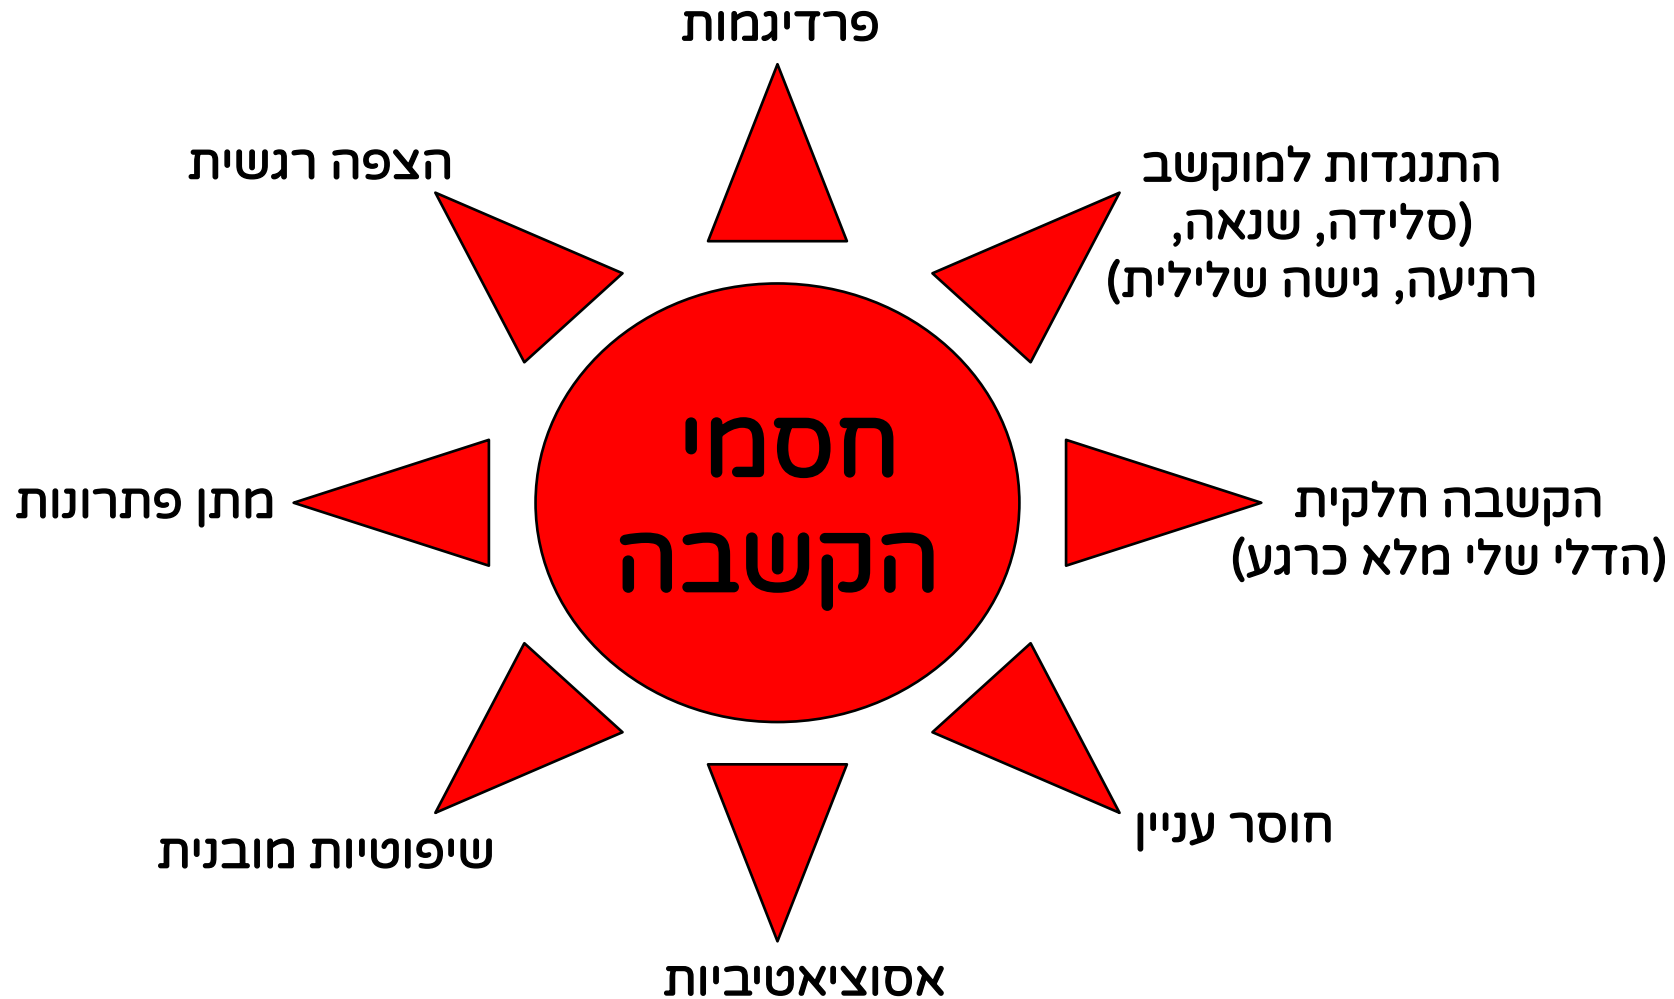 פרדיגמות
התנגדות למוקשב
(סלידה, שנאה,
רתיעה, גישה שלילית)
הצפה רגשית
חסמי
הקשבה
הקשבה חלקית
(הדלי שלי מלא כרגע)
מתן פתרונות
חוסר עניין
שיפוטיות מובנית
אסוציאטיביות